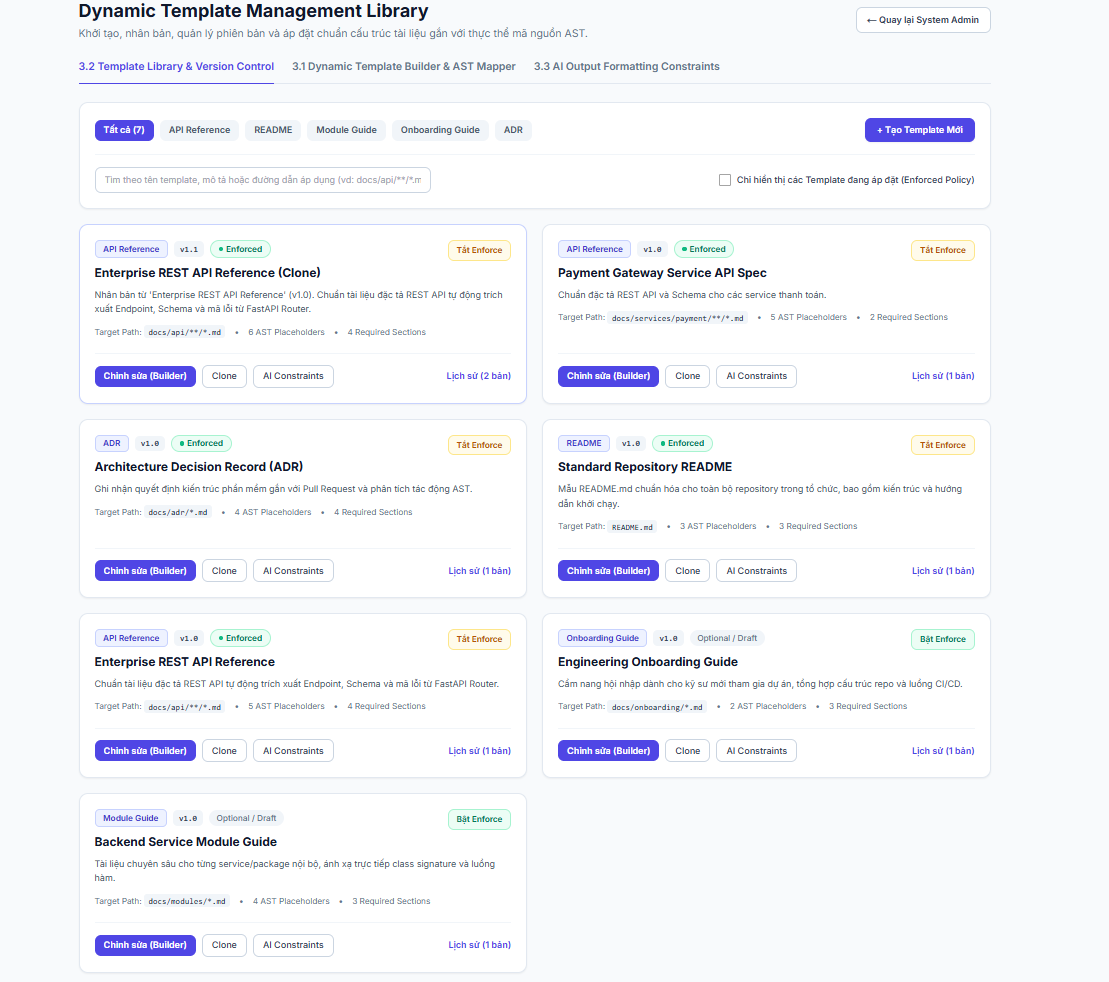 Dynamic Template Management Library
Khởi tạo, nhân bản, quản lý phiên bản và áp đặt chuẩn cấu trúc tài liệu gắn với thực thể mã nguồn AST.
← Quay lại System Admin
3.2 Template Library & Version Control
3.1 Dynamic Template Builder & AST Mapper
3.3 AI Output Formatting Constraints
Tất cả (7)
API Reference
README
Module Guide
Onboarding Guide
ADR
+ Tạo Template Mới
Tìm theo tên template, mô tả hoặc đường dẫn áp dụng (vd: docs/api/**/*.m
Chỉ hiển thị các Template đang áp đặt (Enforced Policy)
API Reference v1.1 Enforced Tắt Enforce
Enterprise REST API Reference (Clone)
Nhân bản từ 'Enterprise REST API Reference' (v1.0). Chuẩn tài liệu đặc tả REST API tự động trích
xuất Endpoint, Schema và mã lỗi từ FastAPI Router.
Target Path: docs/api/**/*.md • 6 AST Placeholders • 4 Required Sections
Chỉnh sửa (Builder) Clone AI Constraints Lịch sử (2 bản)
API Reference v1.0 Enforced Tắt Enforce
Payment Gateway Service API Spec
Chuẩn đặc tả REST API và Schema cho các service thanh toán.
Target Path: docs/services/payment/**/*.md • 5 AST Placeholders • 2 Required Sections
Chỉnh sửa (Builder) Clone AI Constraints Lịch sử (1 bản)
ADR v1.0 Enforced Tắt Enforce
Architecture Decision Record (ADR)
Ghi nhận quyết định kiến trúc phần mềm gắn với Pull Request và phân tích tác động AST.
Target Path: docs/adr/*.md • 4 AST Placeholders • 4 Required Sections
Chỉnh sửa (Builder) Clone AI Constraints Lịch sử (1 bản)
README v1.0 Enforced Tắt Enforce
Standard Repository README
Mẫu README.md chuẩn hóa cho toàn bộ repository trong tổ chức, bao gồm kiến trúc và hướng
dẫn khởi chạy.
Target Path: README.md • 3 AST Placeholders • 3 Required Sections
Chỉnh sửa (Builder) Clone AI Constraints Lịch sử (1 bản)
API Reference v1.0 Enforced Tắt Enforce
Enterprise REST API Reference
Chuẩn tài liệu đặc tả REST API tự động trích xuất Endpoint, Schema và mã lỗi từ FastAPI Router.
Target Path: docs/api/**/*.md • 5 AST Placeholders • 4 Required Sections
Chỉnh sửa (Builder) Clone AI Constraints Lịch sử (1 bản)
Onboarding Guide v1.0 Optional / Draft Bật Enforce
Engineering Onboarding Guide
Cẩm nang hội nhập dành cho kỹ sư mới tham gia dự án, tổng hợp cấu trúc repo và luồng CI/CD.
Target Path: docs/onboarding/*.md • 2 AST Placeholders • 3 Required Sections
Chỉnh sửa (Builder) Clone AI Constraints Lịch sử (1 bản)
Module Guide v1.0 Optional / Draft Bật Enforce
Backend Service Module Guide
Tài liệu chuyên sâu cho từng service/package nội bộ, ánh xạ trực tiếp class signature và luồng
hàm.
Target Path: docs/modules/*.md • 4 AST Placeholders • 3 Required Sections
Chỉnh sửa (Builder) Clone AI Constraints Lịch sử (1 bản)